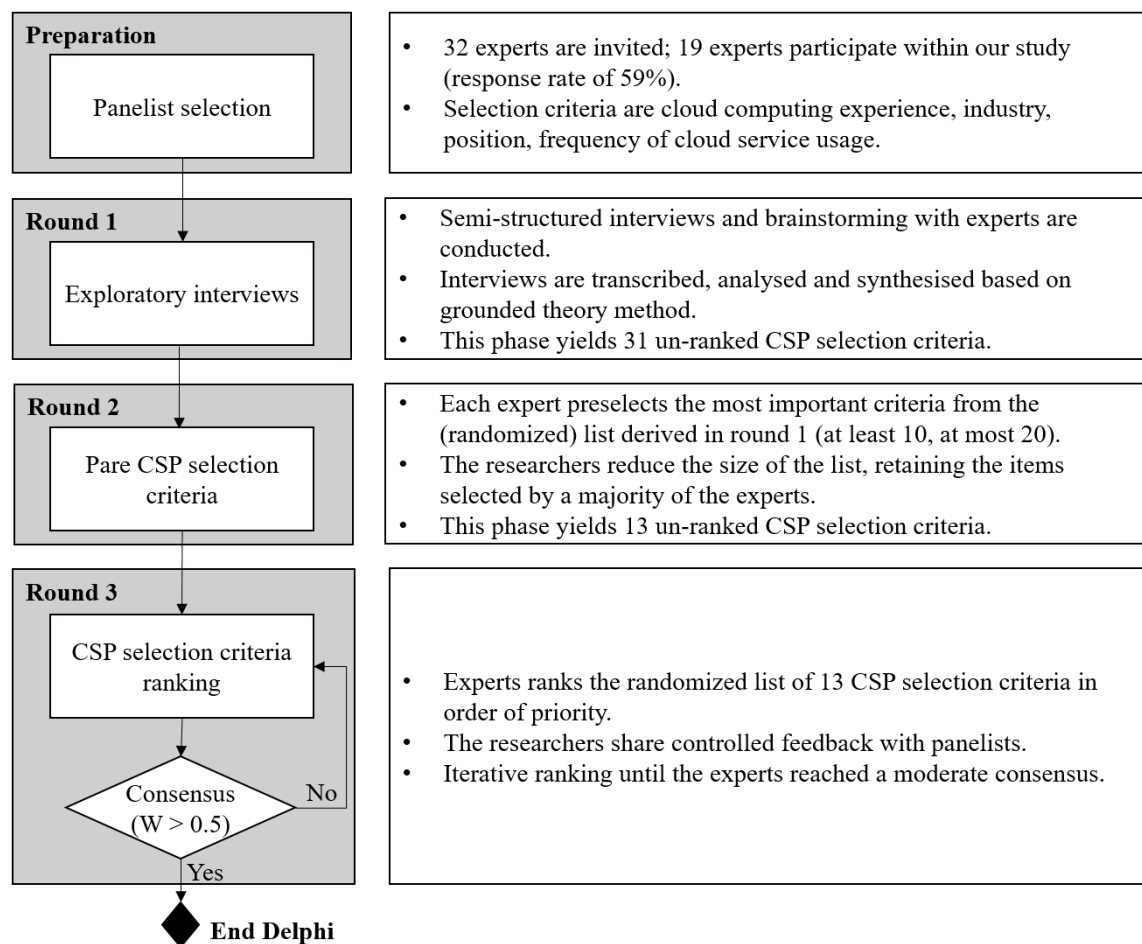 Preparation
Panelist selection
• 32 experts are invited; 19 experts participate within our study
(response rate of 59%).
• Selection criteria are cloud computing experience, industry,
position, frequency of cloud service usage.
Round 1
Exploratory interviews
• Semi-structured interviews and brainstorming with experts are
conducted.
• Interviews are transcribed, analysed and synthesised based on
grounded theory method.
• This phase yields 31 un-ranked CSP selection criteria.
Round 2
Pare CSP selection
criteria
• Each expert preselects the most important criteria from the
(randomized) list derived in round 1 (at least 10, at most 20).
• The researchers reduce the size of the list, retaining the items
selected by a majority of the experts.
• This phase yields 13 un-ranked CSP selection criteria.
Round 3
CSP selection criteria
ranking
Consensus
(W > 0.5)
No
Yes
• Experts ranks the randomized list of 13 CSP selection criteria in
order of priority.
• The researchers share controlled feedback with panelists.
• Iterative ranking until the experts reached a moderate consensus.
End Delphi